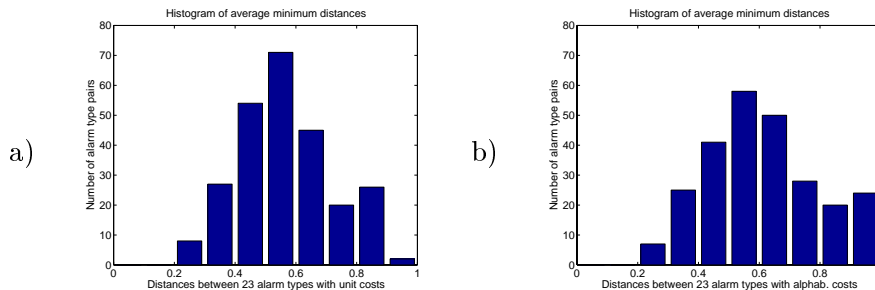 Histogram of average minimum distances
80
70
60
50
40
30
20
10
0
Number of alarm type pairs
0 0.2 0.4 0.6 0.8 1
Distances between 23 alarm types with unit costs
a)
Histogram of average minimum distances
80
70
60
50
40
30
20
10
0
Number of alarm type pairs
0 0.2 0.4 0.6 0.8
Distances between 23 alarm types with alphab. costs
b)